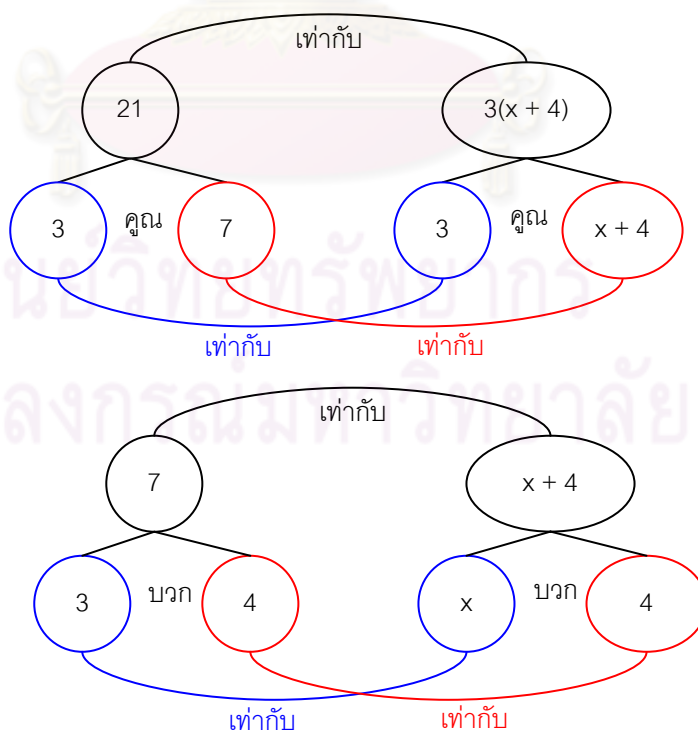 เท่ากับ
21 3(x + 4)
3 คูณ 7 3 คูณ x + 4
เท่ากับ เท่ากับ
เท่ากับ
7 x + 4
3 บวก 4 x บวก 4
เท่ากับ เท่ากับ